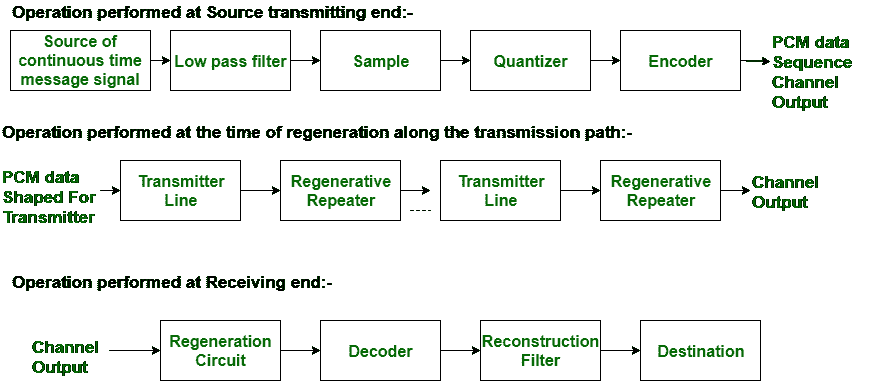 Operation performed at Source transmitting end:-
Source of
continuous time
message signal
Low pass filter
Sample
Quantizer
Encoder
PCM data
Sequence
Channel
Output
Operation performed at the time of regeneration along the transmission path:-
PCM data
Shaped For
Transmitter
Transmitter
Line
Regenerative
Repeater
----
Transmitter
Line
Regenerative
Repeater
Channel
Output
Operation performed at Receiving end:-
Channel
Output
Regeneration
Circuit
Decoder
Reconstruction
Filter
Destination